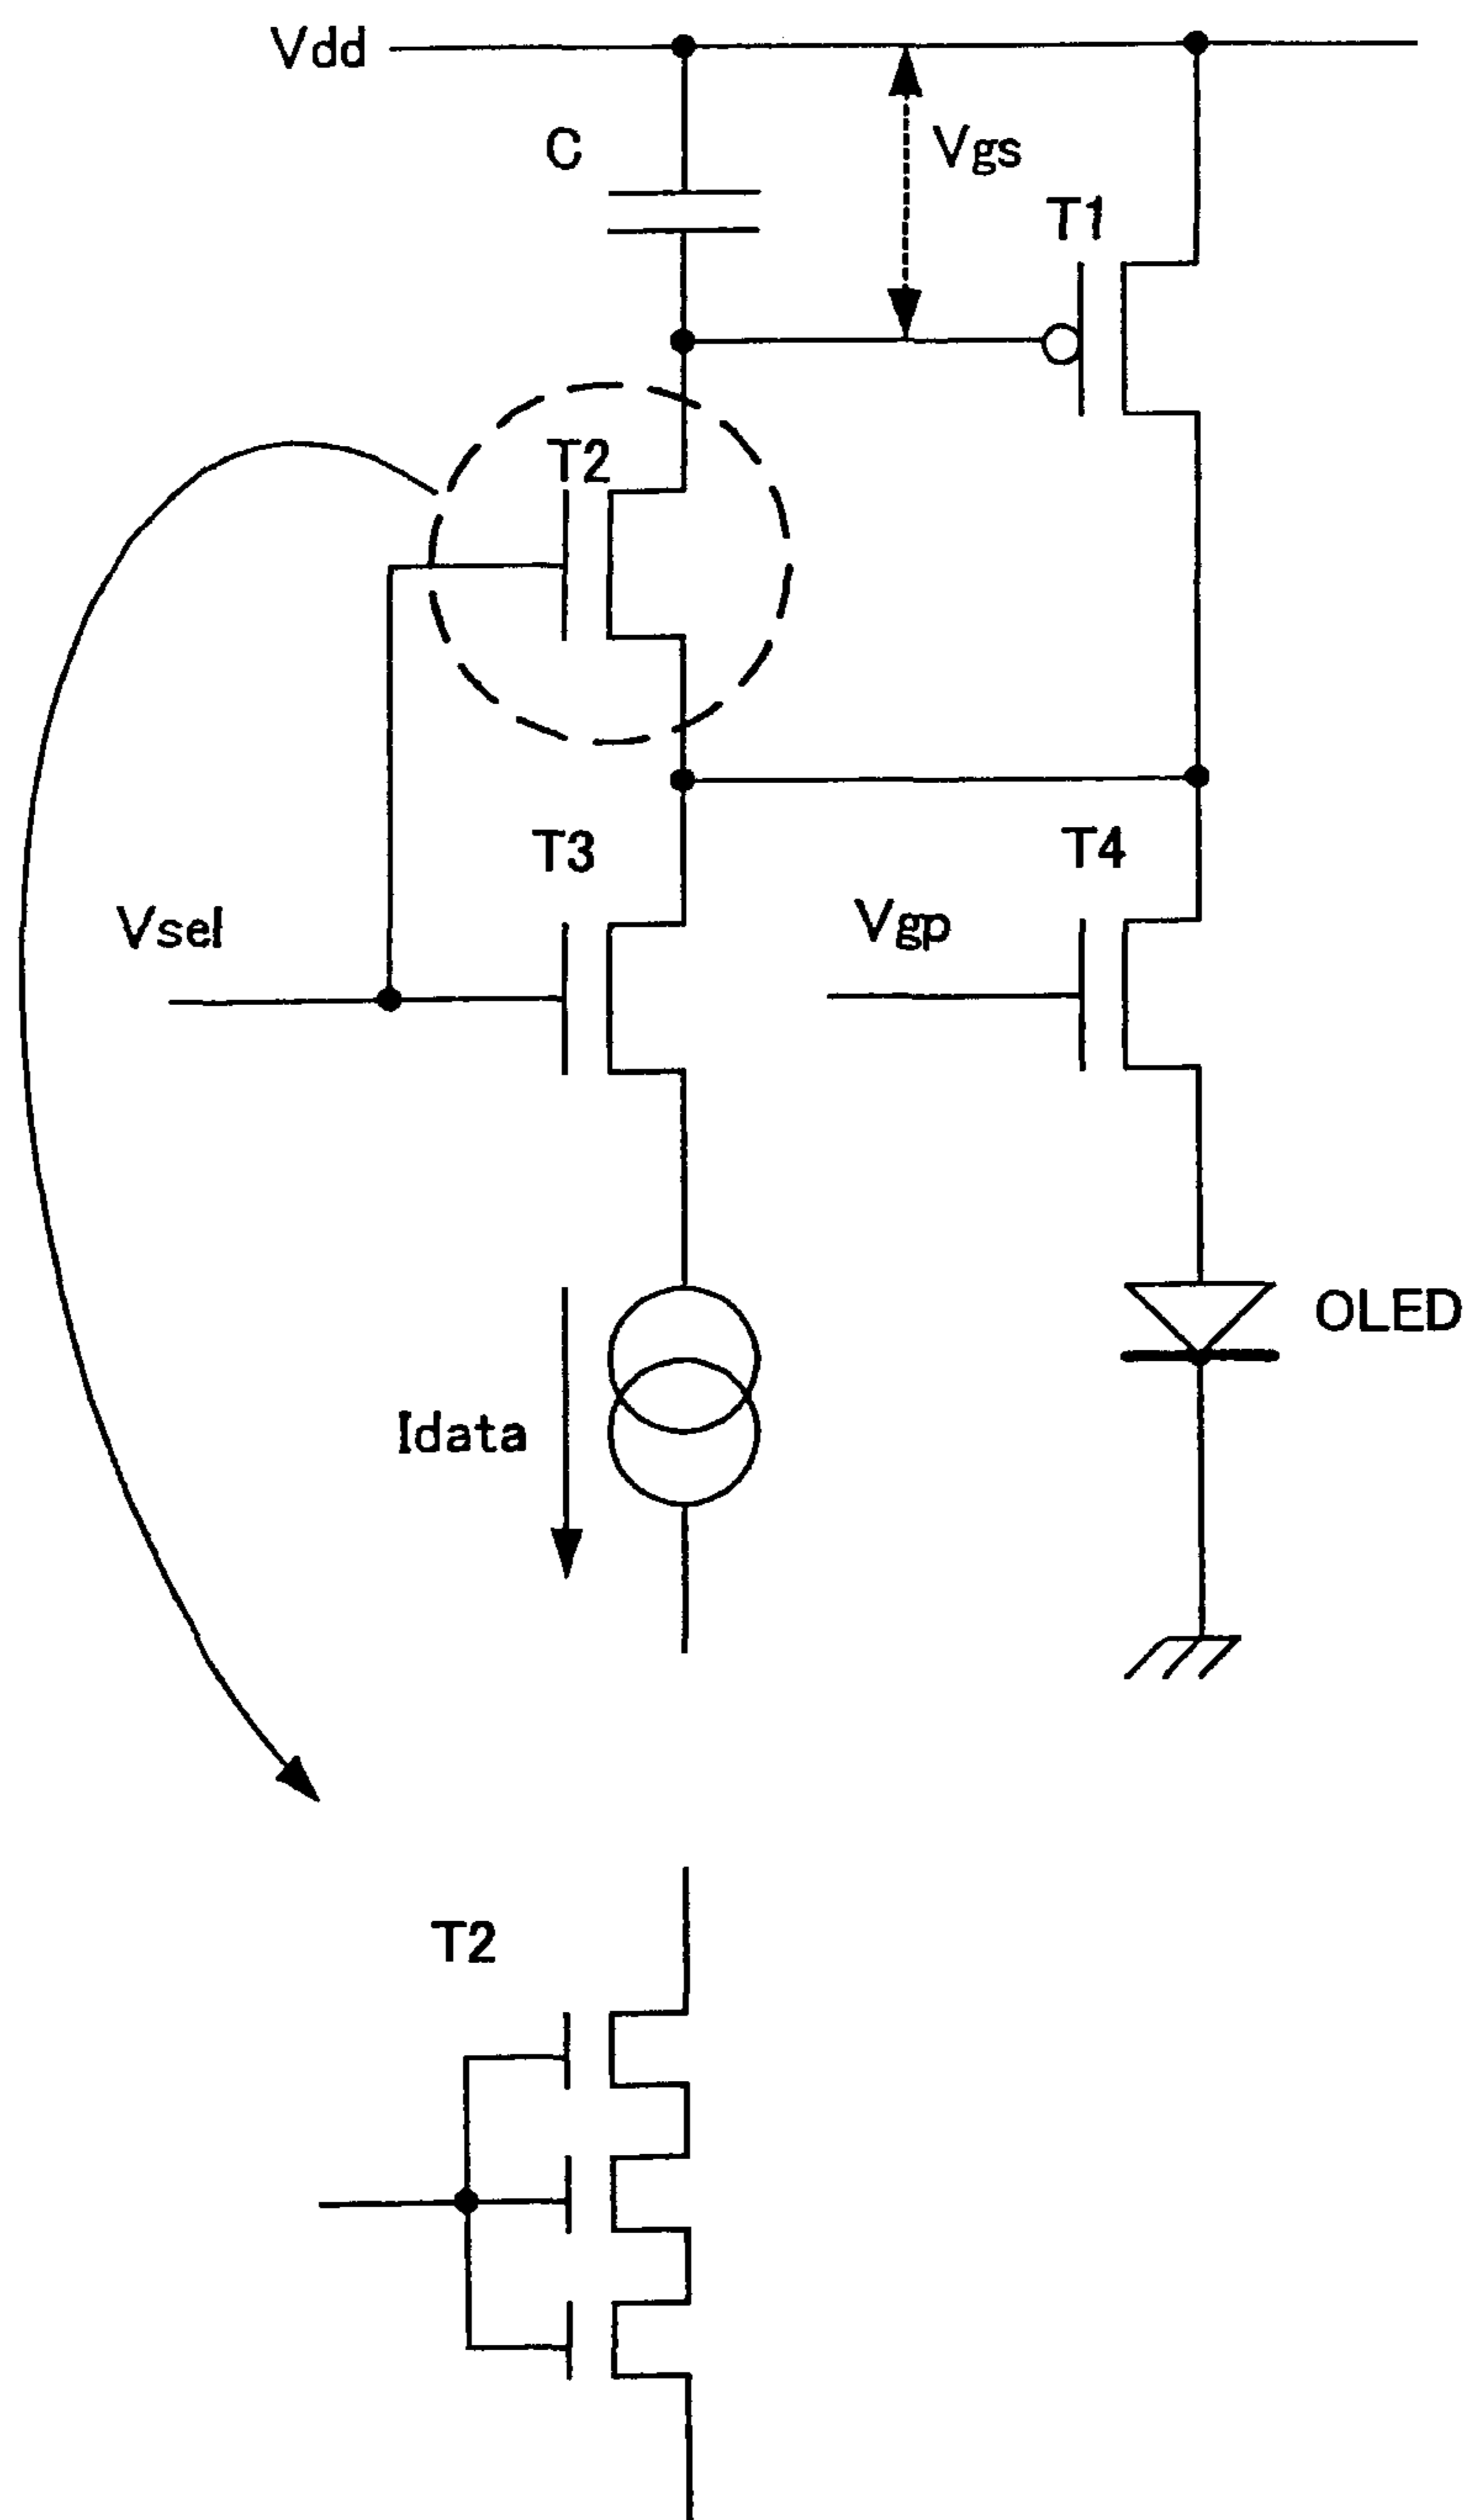 Vdd
C
Vgs
T1
T2
T3
T4
Vsel
Vgp
OLED
Idata
T2